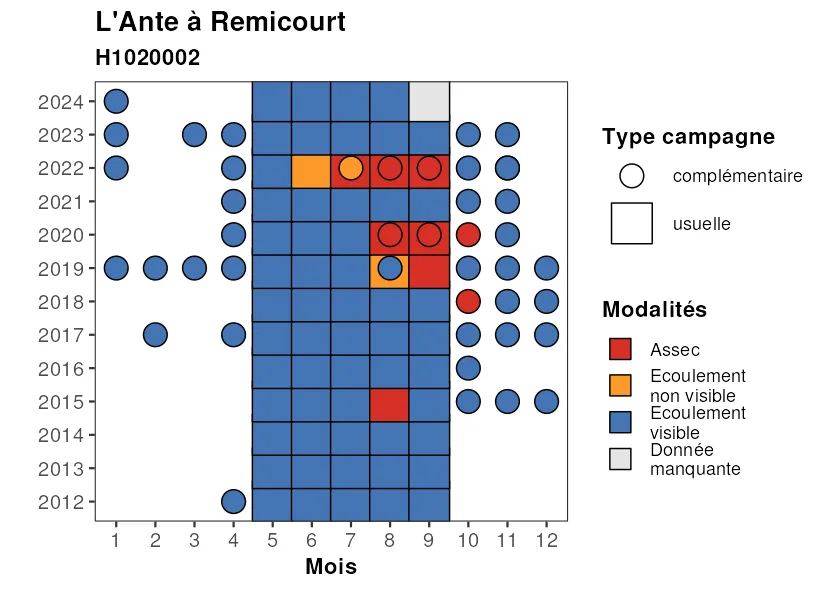 L'Ante à Remicourt
H1020002
2024
2023
2022
2021
2020
2019
2018
2017
2016
2015
2014
2013
2012
1 2 3 4 5 6 7 8 9 10 11 12
Mois
Type campagne
complémentaire
usuelle
Modalités
Assec
Ecoulement
non visible
Ecoulement
visible
Donnée
manquante